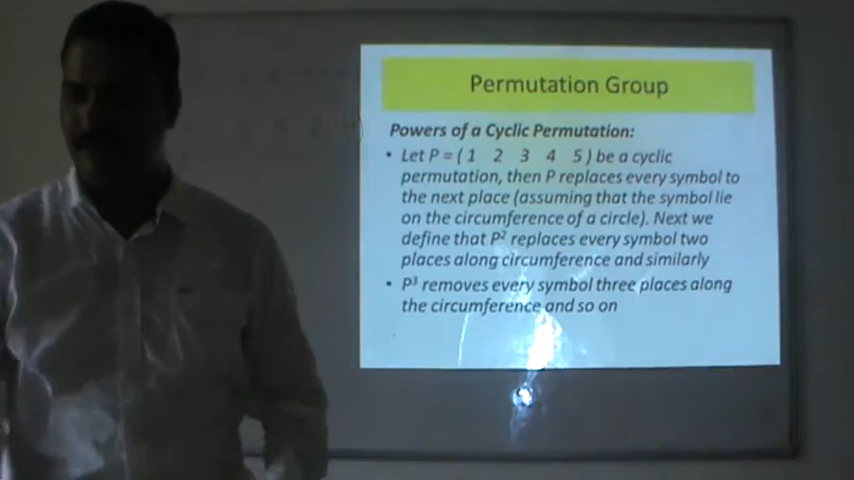 Permutation Group
Powers of a Cyclic Permutation:
• Let P = ( 1 2 3 4 5 ) be a cyclic
permutation, then P replaces every symbol to
the next place (assuming that the symbol lie
on the circumference of a circle). Next we
define that P² replaces every symbol two
places along circumference and similarly
• P³ removes every symbol three places along
the circumference and so on